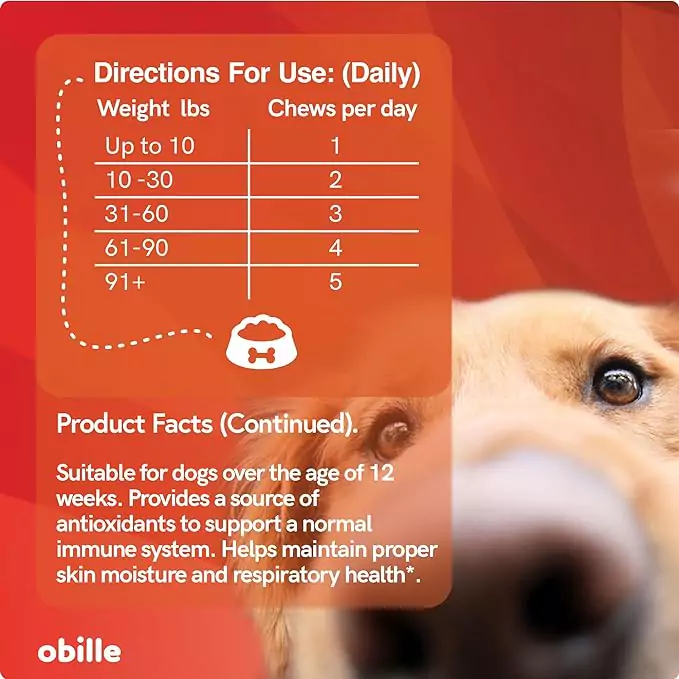 Directions For Use: (Daily)
Weight lbs Chews per day
Up to 10 1
10 -30 2
31-60 3
61-90 4
91+ 5
Product Facts (Continued).
Suitable for dogs over the age of 12
weeks. Provides a source of
antioxidants to support a normal
immune system. Helps maintain proper
skin moisture and respiratory health*.
obille